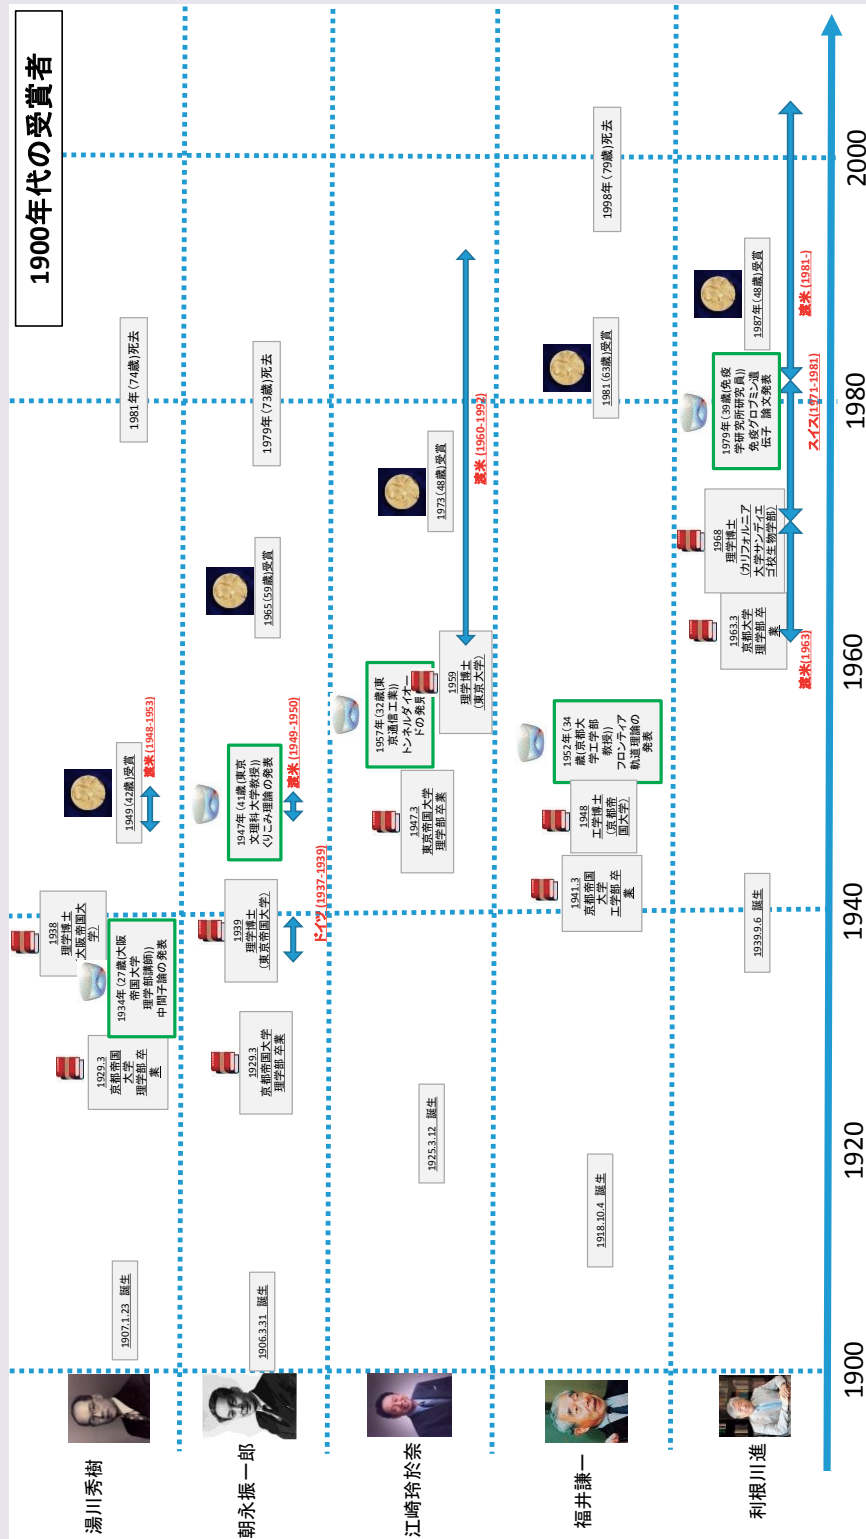 1900年代の受賞者
湯川秀樹
1907.1.23 誕生
1929.3
京都帝国
大学
理学部 卒
業
1934年(27歳(大阪
帝国大学
理学部講師))
中間子論の発表
1938
理学博士
(大阪帝国大
学)
1949(42歳)受賞
渡米(1948-1953)
1981年(74歳)死去
朝永振一郎
1906.3.31 誕生
1929.3
京都帝国大学
理学部 卒業
1939
理学博士
(東京帝国大学)
ドイツ(1937-1939)
1947年(41歳(東京
文理科大学教授))
くりこみ理論の発表
渡米(1949-1950)
1965(59歳)受賞
1979年(73歳)死去
江崎玲於奈
1925.3.12 誕生
1947.3
東京帝国大学
理学部 卒業
1957年(32歳(東
京通信工業))
トンネルダイオー
ドの発見
1959
理学博士
(東京大学)
渡米(1960-1992)
1973(48歳)受賞
福井謙一
1918.10.4 誕生
1941.3
京都帝国
大学
工学部 卒
業
1948
工学博士
(京都帝
国大学)
1952年(34
歳(京都大
学工学部
教授))
フロンティア
軌道理論の
発表
1981(63歳)受賞
1998年(79歳)死去
利根川進
1939.9.6 誕生
1963.3
京都大学
理学部 卒
業
渡米(1963)
1968
理学博士
(カリフォルニア
大学サンディエ
ゴ校生物学部)
スイス(1971-1981)
1979年(39歳(免疫
学研究所研究員))
免疫グロブミン遺
伝子 論文発表
1987年(48歳)受賞
渡米(1981-)
1900
1920
1940
1960
1980
2000